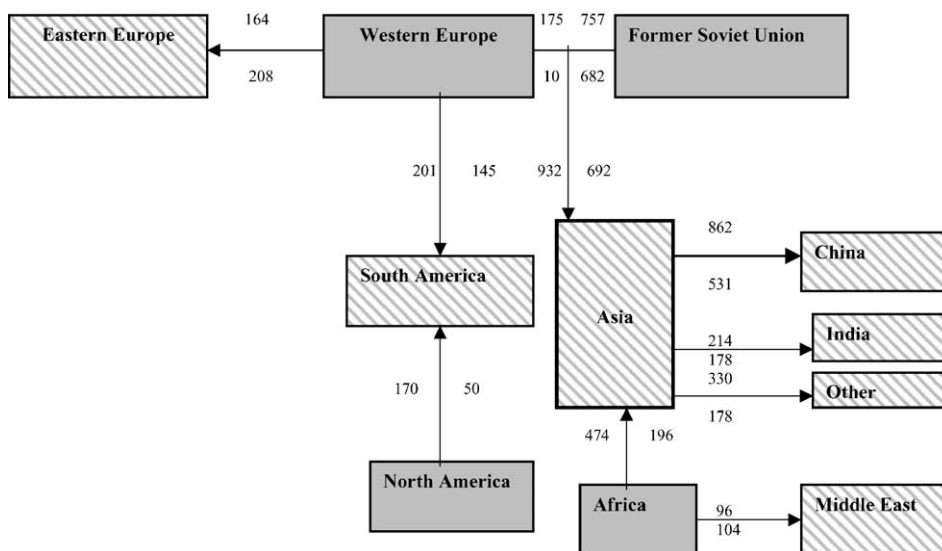 164
175 757
Eastern Europe
Western Europe
Former Soviet Union
208
10 682
201 145
932 692
862
China
South America
531
Asia
214
India
178
330
Other
170 50
178
474 196
North America
Africa
Middle East
96
104